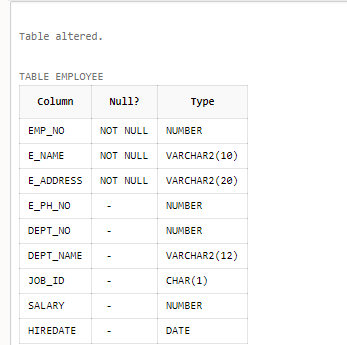 Table altered.
TABLE EMPLOYEE
Column Null? Type
EMP_NO NOT NULL NUMBER
E_NAME NOT NULL VARCHAR2(10)
E_ADDRESS NOT NULL VARCHAR2(20)
E_PH_NO - NUMBER
DEPT_NO - NUMBER
DEPT_NAME - VARCHAR2(12)
JOB_ID - CHAR(1)
SALARY - NUMBER
HIREDATE - DATE